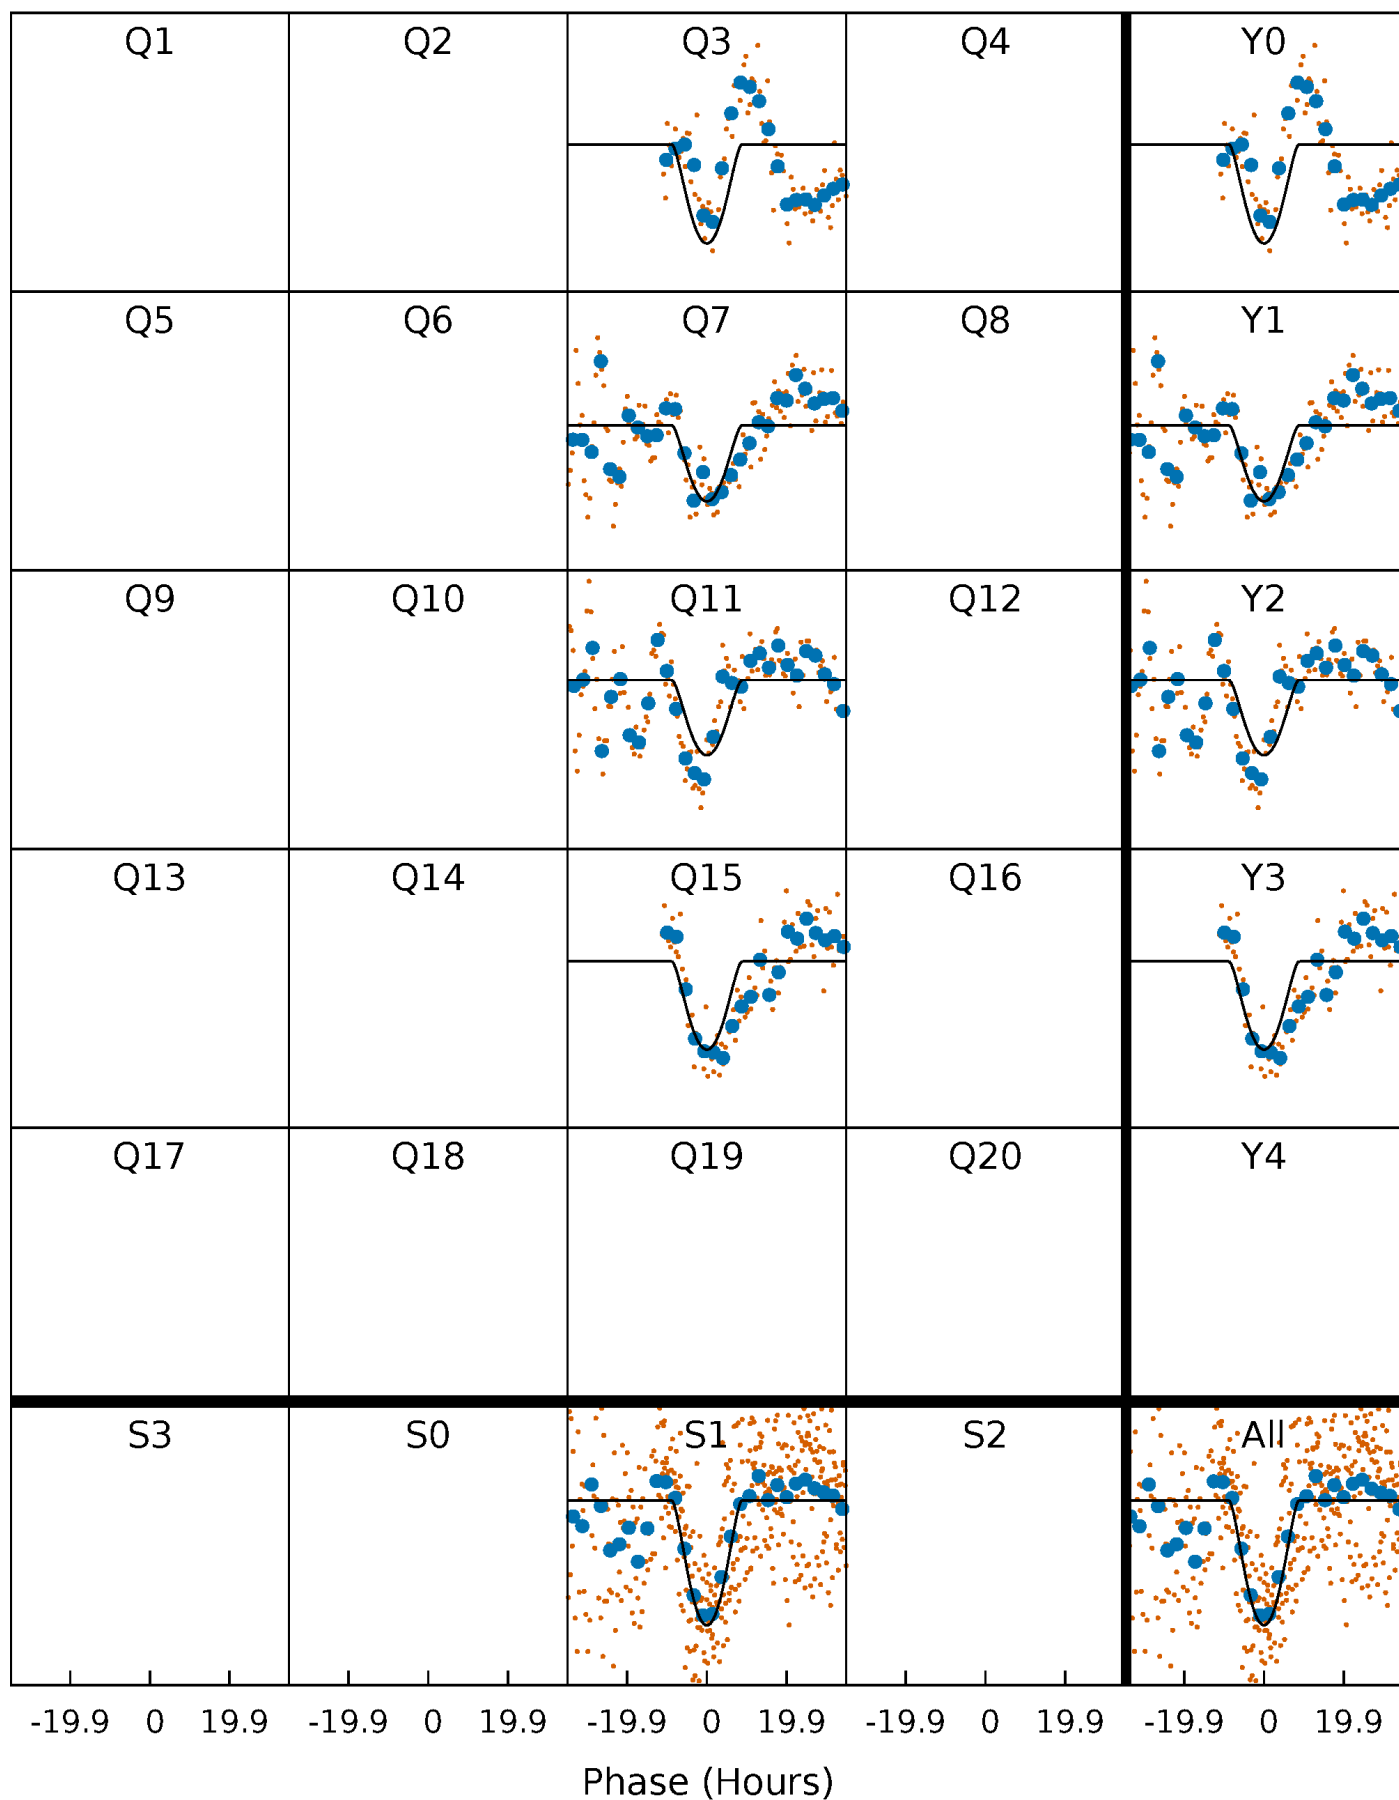 Q1 Q2 Q3 Q4 Y0
Q5 Q6 Q7 Q8 Y1
Q9 Q10 Q11 Q12 Y2
Q13 Q14 Q15 Q16 Y3
Q17 Q18 Q19 Q20 Y4
S3 S0 S1 S2 All
-19.9 0 19.9 -19.9 0 19.9 -19.9 0 19.9 -19.9 0 19.9 -19.9 0 19.9
Phase (Hours)